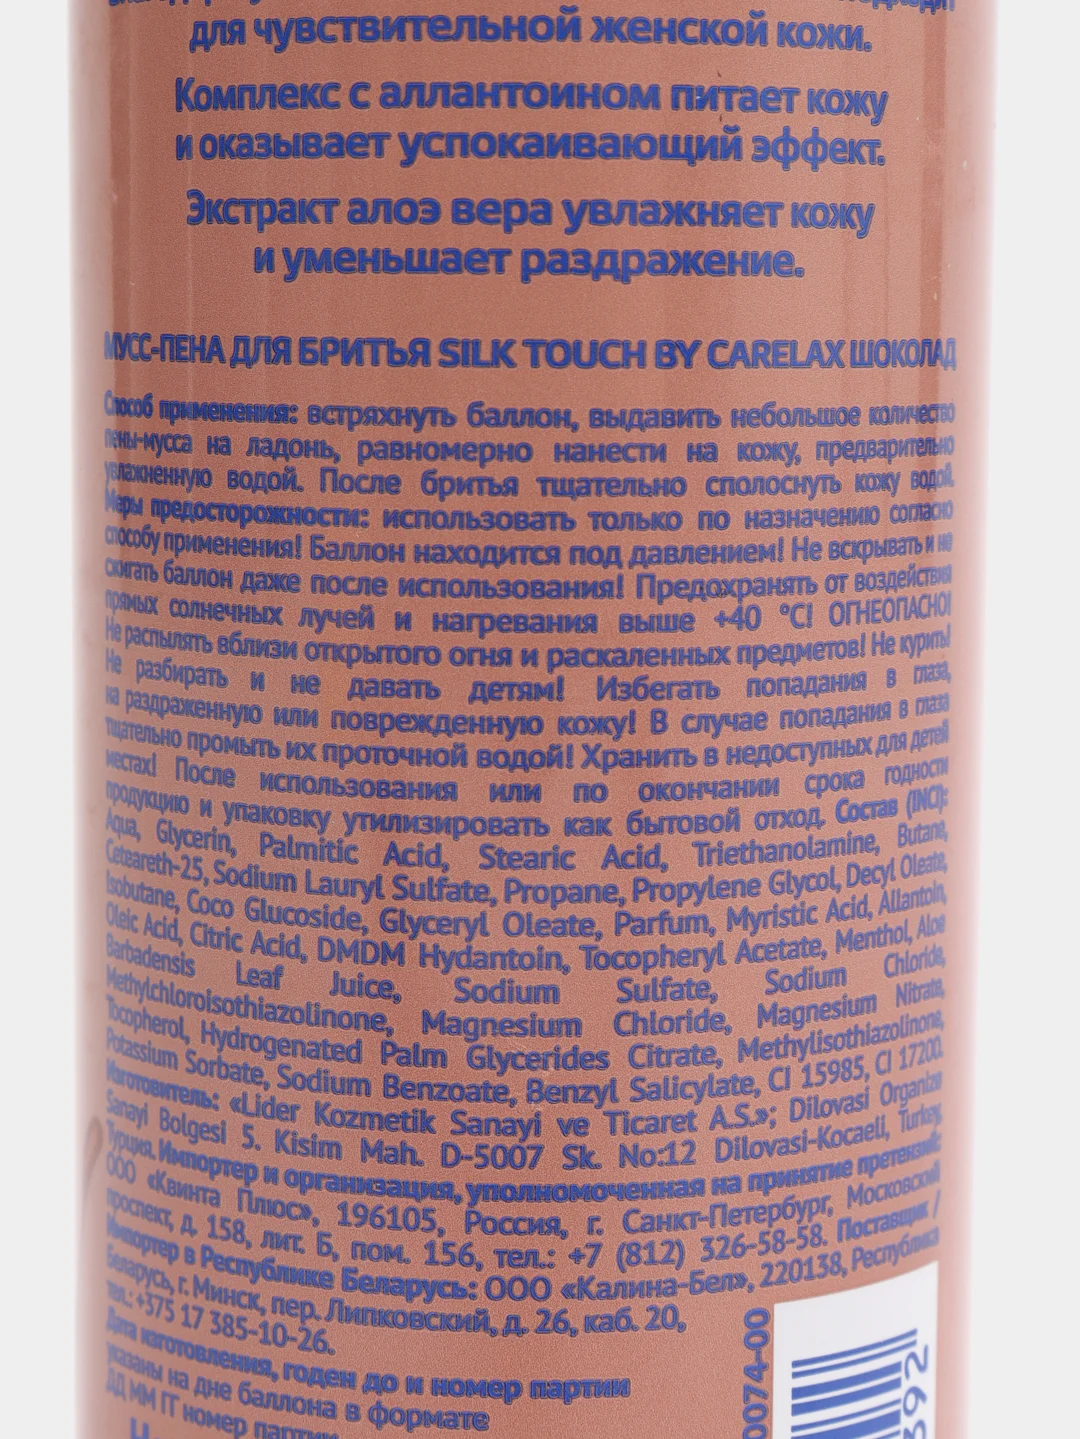 для чувствительной женской кожи.
Комплекс с аллантоином питает кожу
и оказывает успокаивающий эффект.
Экстракт алоэ вера увлажняет кожу
и уменьшает раздражение.
МУСС-ПЕНА ДЛЯ БРИТЬЯ SILK TOUCH BY CARELAX ШОКОЛАД
Способ применения: встряхнуть баллон, выдавить небольшое количество
пены-мусса на ладонь, равномерно нанести на кожу, предварительно
увлажненную водой. После бритья тщательно сполоснуть кожу водой.
Меры предосторожности: использовать только по назначению согласно
способу применения! Баллон находится под давлением! Не вскрывать и не
сжигать баллон даже после использования! Предохранять от воздействия
прямых солнечных лучей и нагревания выше +40 °C! ОГНЕОПАСНО!
Не распылять вблизи открытого огня и раскаленных предметов! Не курить!
Не разбирать и не давать детям! Избегать попадания в глаза,
на раздраженную или поврежденную кожу! В случае попадания в глаза
тщательно промыть их проточной водой! Хранить в недоступных для детей
местах! После использования или по окончании срока годности
продукцию и упаковку утилизировать как бытовой отход. Состав (INCI):
Aqua, Glycerin, Palmitic Acid, Stearic Acid, Triethanolamine, Butane,
Ceteareth-25, Sodium Lauryl Sulfate, Propane, Propylene Glycol, Decyl Oleate,
Isobutane, Coco Glucoside, Glyceryl Oleate, Parfum, Myristic Acid, Allantoin,
Oleic Acid, Citric Acid, DMDM Hydantoin, Tocopheryl Acetate, Menthol, Aloe
Barbadensis Leaf Juice, Sodium Sulfate, Sodium Chloride,
Methylchloroisothiazolinone, Magnesium Chloride, Magnesium Nitrate,
Tocopherol, Hydrogenated Palm Glycerides Citrate, Methylisothiazolinone,
Potassium Sorbate, Sodium Benzoate, Benzyl Salicylate, CI 15985, CI 17200.
Изготовитель: «Lider Kozmetik Sanayi ve Ticaret A.S.»; Dilovasi Organize
Sanayi Bolgesi 5. Kisim Mah. D-5007 Sk. No:12 Dilovasi-Kocaeli, Turkey,
Турция. Импортер и организация, уполномоченная на принятие претензий:
ООО «Квинта Плюс», 196105, Россия, г. Санкт-Петербург, Московский
проспект, д. 158, лит. Б, пом. 156, тел.: +7 (812) 326-58-58. Поставщик /
Импортер в Республике Беларусь: ООО «Калина-Бел», 220138, Республика
Беларусь, г. Минск, пер. Липковский, д. 26, каб. 20,
тел.: +375 17 385-10-26.
Дата изготовления, годен до и номер партии
указаны на дне баллона в формате
ДД ММ ГГ номер партии
0074-00
392